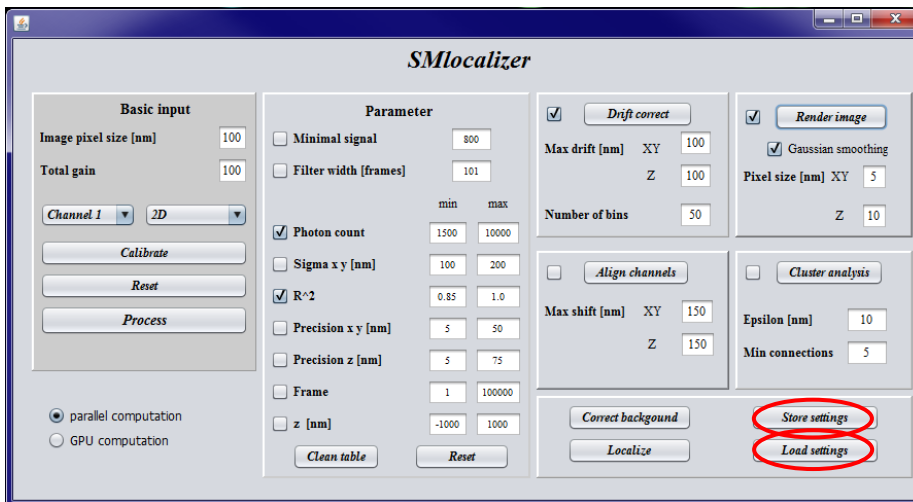 SMlocalizer
Basic input
Image pixel size [nm] 100
Total gain 100
Channel 1 2D
Calibrate
Reset
Process
parallel computation
GPU computation
Parameter
Minimal signal 800
Filter width [frames] 101
min max
Photon count 1500 10000
Sigma x y [nm] 100 200
R^2 0.85 1.0
Precision x y [nm] 5 50
Precision z [nm] 5 75
Frame 1 100000
z [nm] -1000 1000
Clean table Reset
Drift correct
Max drift [nm] XY 100
Z 100
Number of bins 50
Render image
Gaussian smoothing
Pixel size [nm] XY 5
Z 10
Align channels
Max shift [nm] XY 150
Z 150
Cluster analysis
Epsilon [nm] 10
Min connections 5
Correct backgound Store settings
Localize Load settings